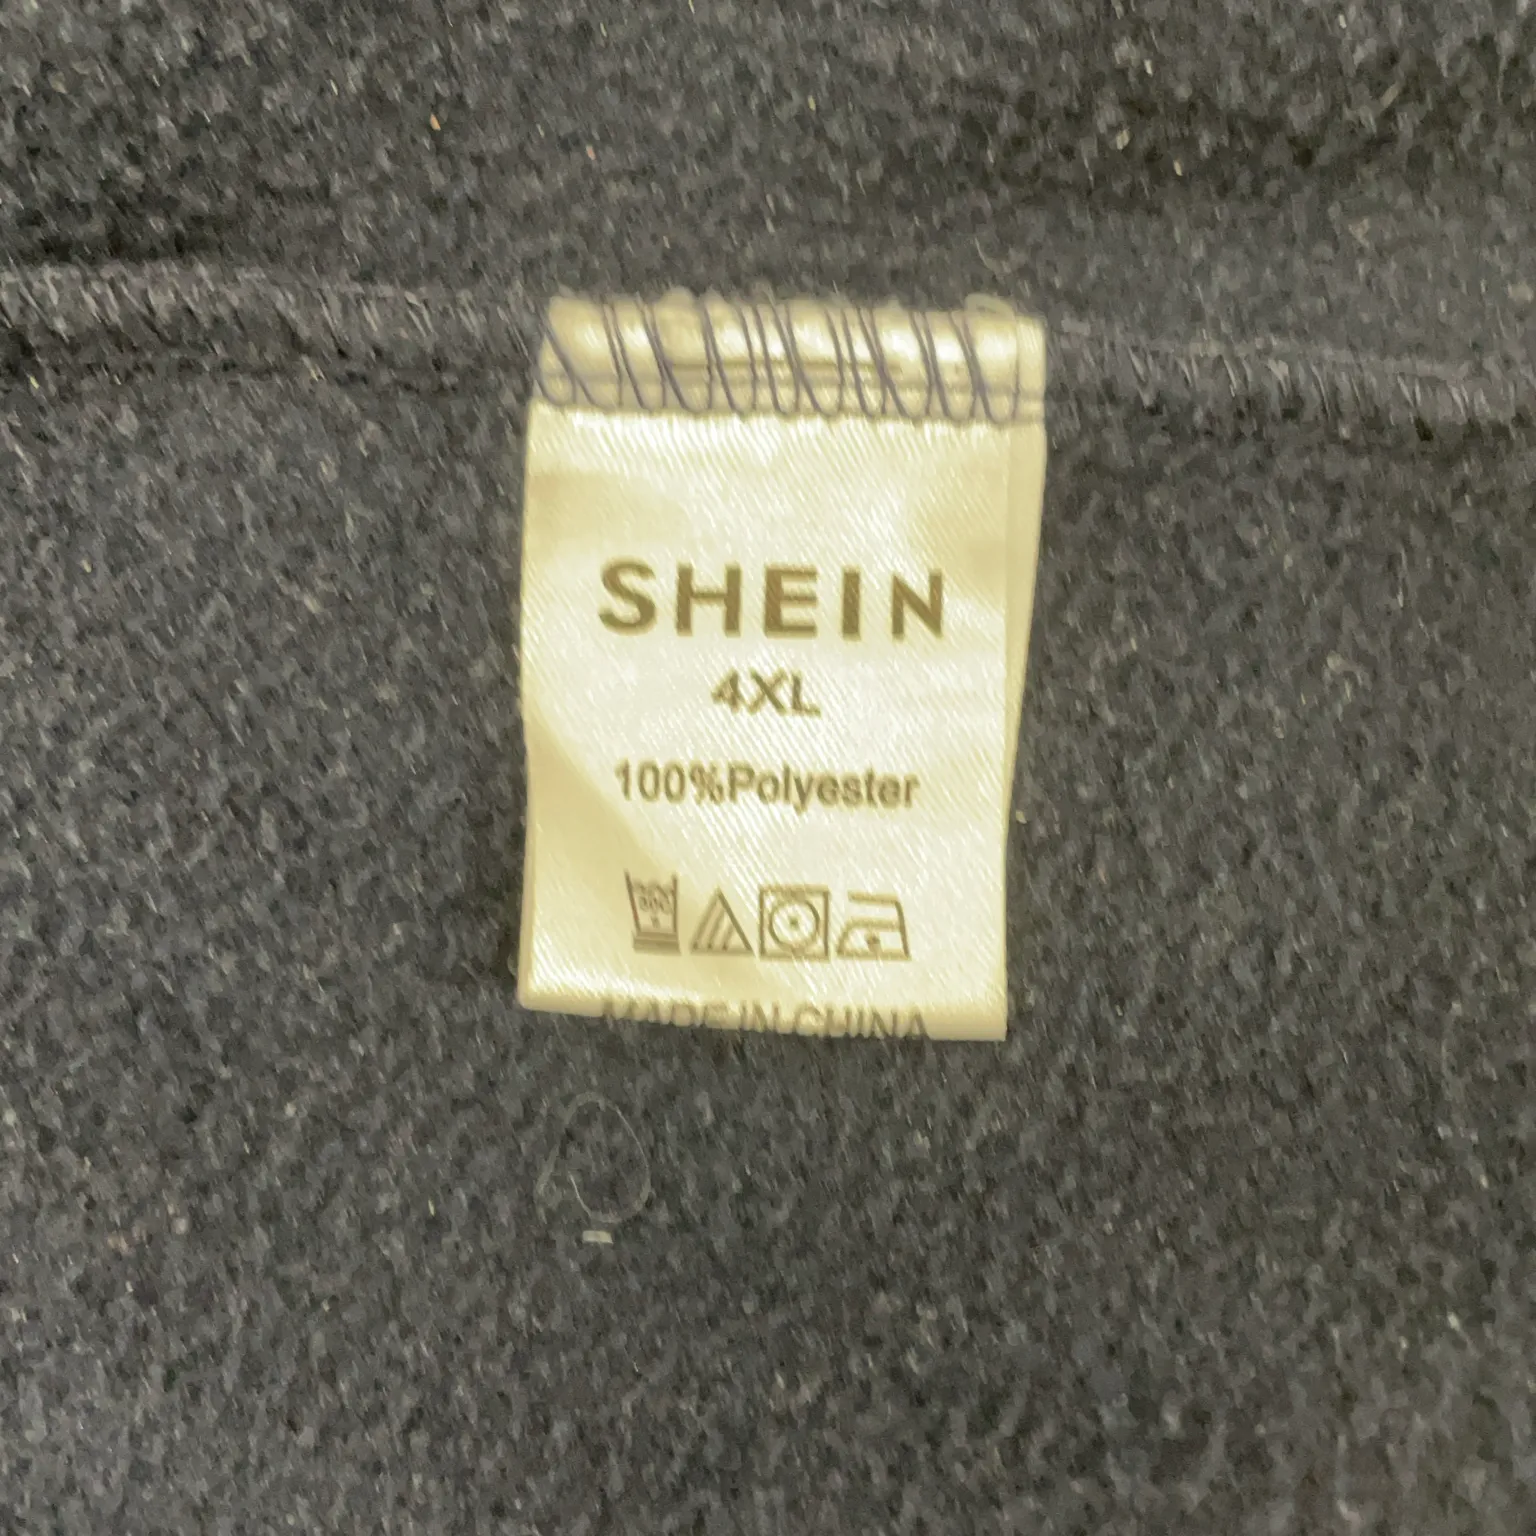 SHEIN
4XL
100%Polyester
MADE IN CHINA